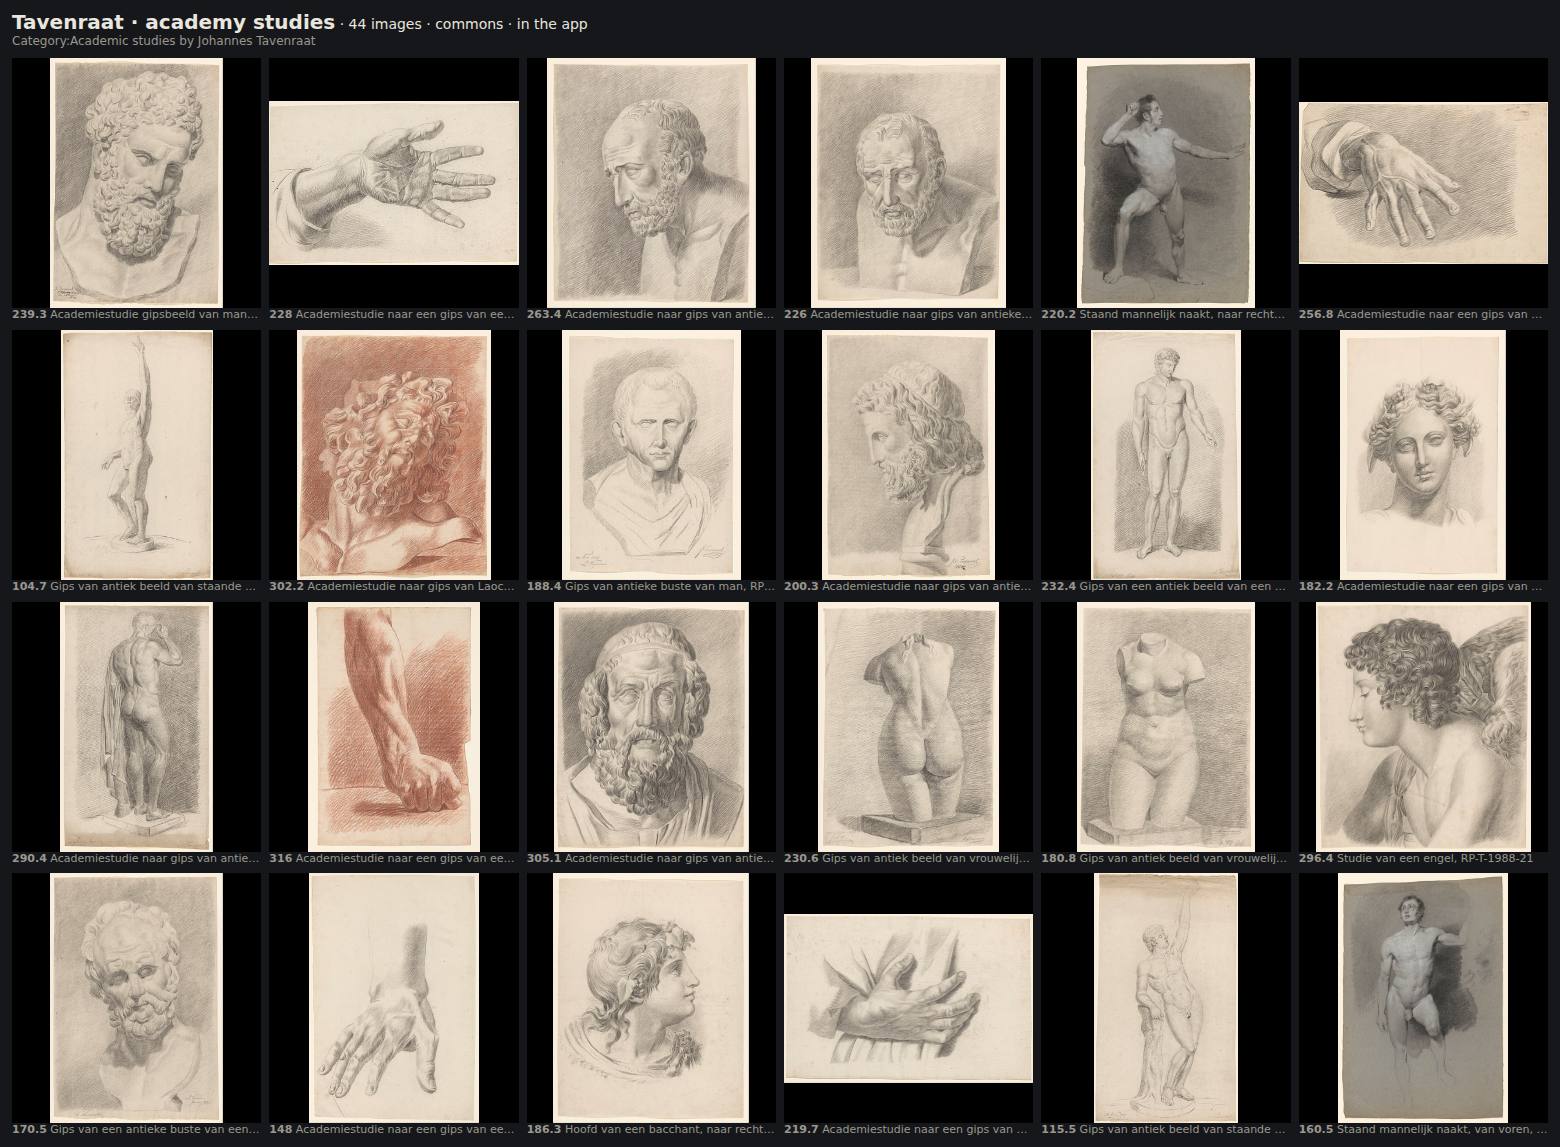 Tavenraat · academy studies · 44 images · commons · in the app
Category:Academic studies by Johannes Tavenraat
239.3 Academiestudie gipsbeeld van man…
228 Academiestudie naar een gips van ee…
263.4 Academiestudie naar gips van antie…
226 Academiestudie naar gips van antieke…
220.2 Staand mannelijk naakt, naar recht…
256.8 Academiestudie naar een gips van …
104.7 Gips van antiek beeld van staande …
302.2 Academiestudie naar gips van Laoc…
188.4 Gips van antieke buste van man, RP…
200.3 Academiestudie naar gips van antie…
232.4 Gips van een antiek beeld van een …
182.2 Academiestudie naar een gips van …
290.4 Academiestudie naar gips van antie…
316 Academiestudie naar een gips van ee…
305.1 Academiestudie naar gips van antie…
230.6 Gips van antiek beeld van vrouwelij…
180.8 Gips van antiek beeld van vrouwelij…
296.4 Studie van een engel, RP-T-1988-21
170.5 Gips van een antieke buste van een…
148 Academiestudie naar een gips van ee…
186.3 Hoofd van een bacchant, naar recht…
219.7 Academiestudie naar een gips van …
115.5 Gips van antiek beeld van staande …
160.5 Staand mannelijk naakt, van voren, …